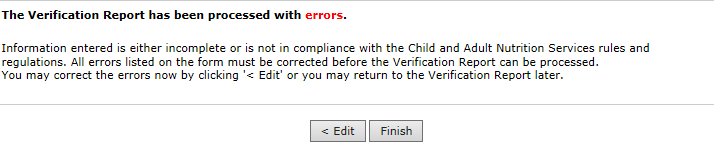 The Verification Report has been processed with errors.
Information entered is either incomplete or is not in compliance with the Child and Adult Nutrition Services rules and
regulations. All errors listed on the form must be corrected before the Verification Report can be processed.
You may correct the errors now by clicking '< Edit' or you may return to the Verification Report later.
< Edit Finish